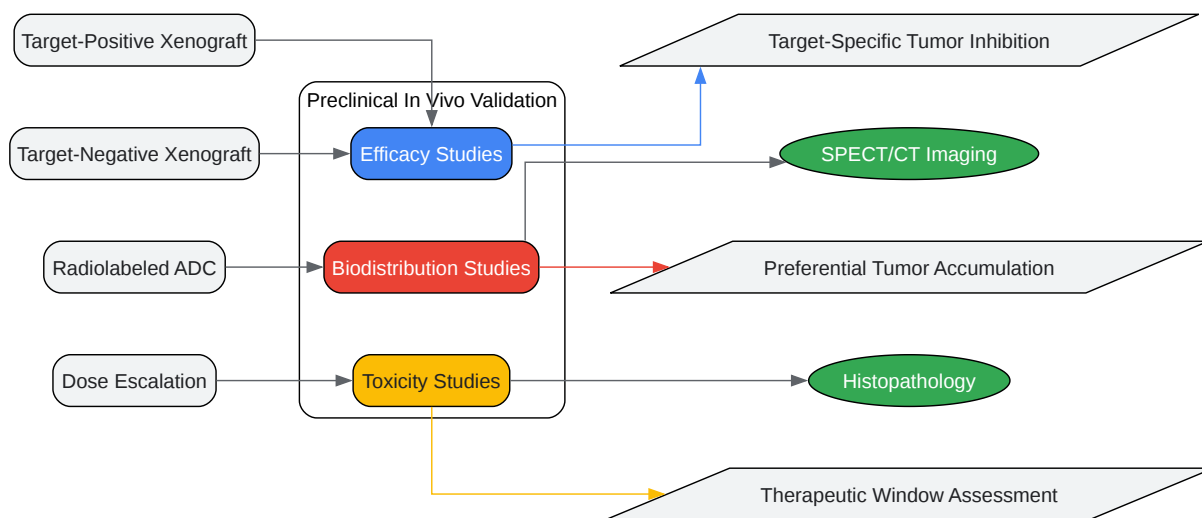 Target-Positive Xenograft
Target-Specific Tumor Inhibition
Preclinical In Vivo Validation
Target-Negative Xenograft
Efficacy Studies
SPECT/CT Imaging
Radiolabeled ADC
Biodistribution Studies
Preferential Tumor Accumulation
Dose Escalation
Toxicity Studies
Histopathology
Therapeutic Window Assessment